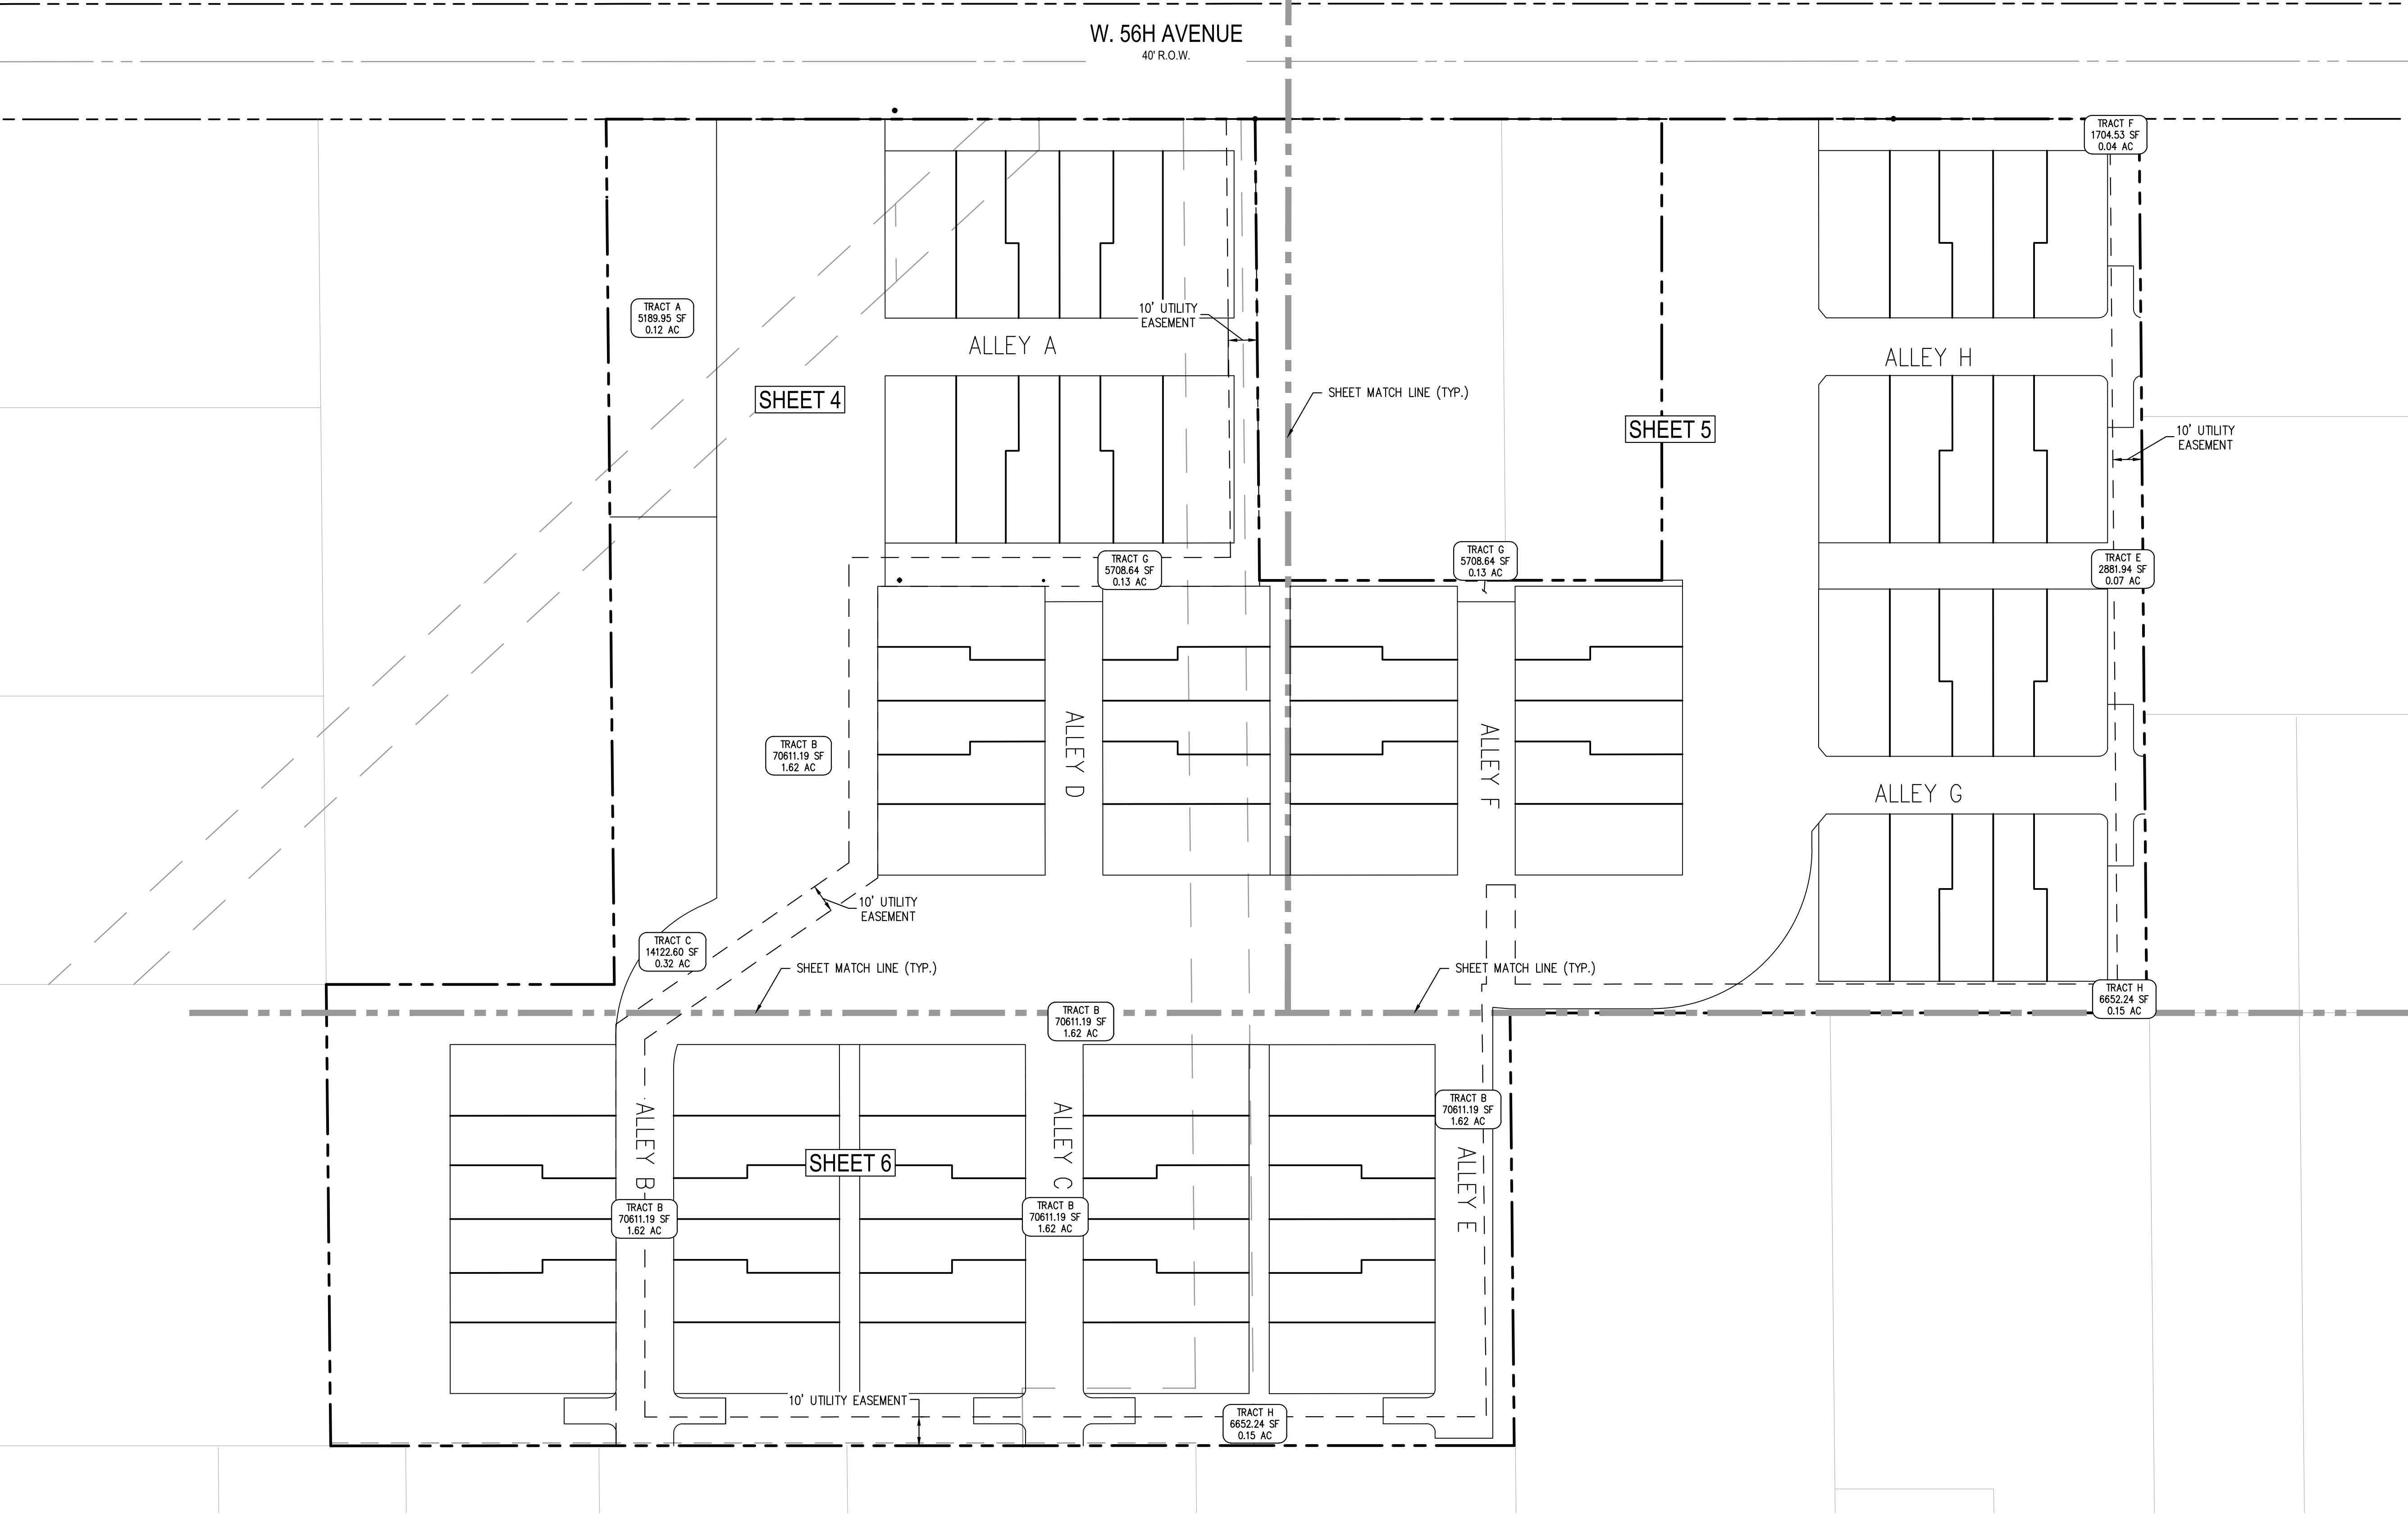 W. 56H AVENUE
40' R.O.W.
TRACT F
1704.53 SF
0.04 AC
TRACT A
5189.95 SF
0.12 AC
10' UTILITY
EASEMENT
ALLEY A
ALLEY H
SHEET 4
SHEET MATCH LINE (TYP.)
SHEET 5
10' UTILITY
EASEMENT
TRACT G
5708.64 SF
0.13 AC
TRACT G
5708.64 SF
0.13 AC
TRACT E
2881.94 SF
0.07 AC
TRACT B
70611.19 SF
1.62 AC
ALLEY D
ALLEY F
ALLEY G
10' UTILITY
EASEMENT
TRACT C
14122.60 SF
0.32 AC
SHEET MATCH LINE (TYP.)
SHEET MATCH LINE (TYP.)
TRACT H
6652.24 SF
0.15 AC
TRACT B
70611.19 SF
1.62 AC
TRACT B
70611.19 SF
1.62 AC
ALLEY B
ALLEY C
ALLEY E
SHEET 6
TRACT B
70611.19 SF
1.62 AC
TRACT B
70611.19 SF
1.62 AC
10' UTILITY EASEMENT
TRACT H
6652.24 SF
0.15 AC